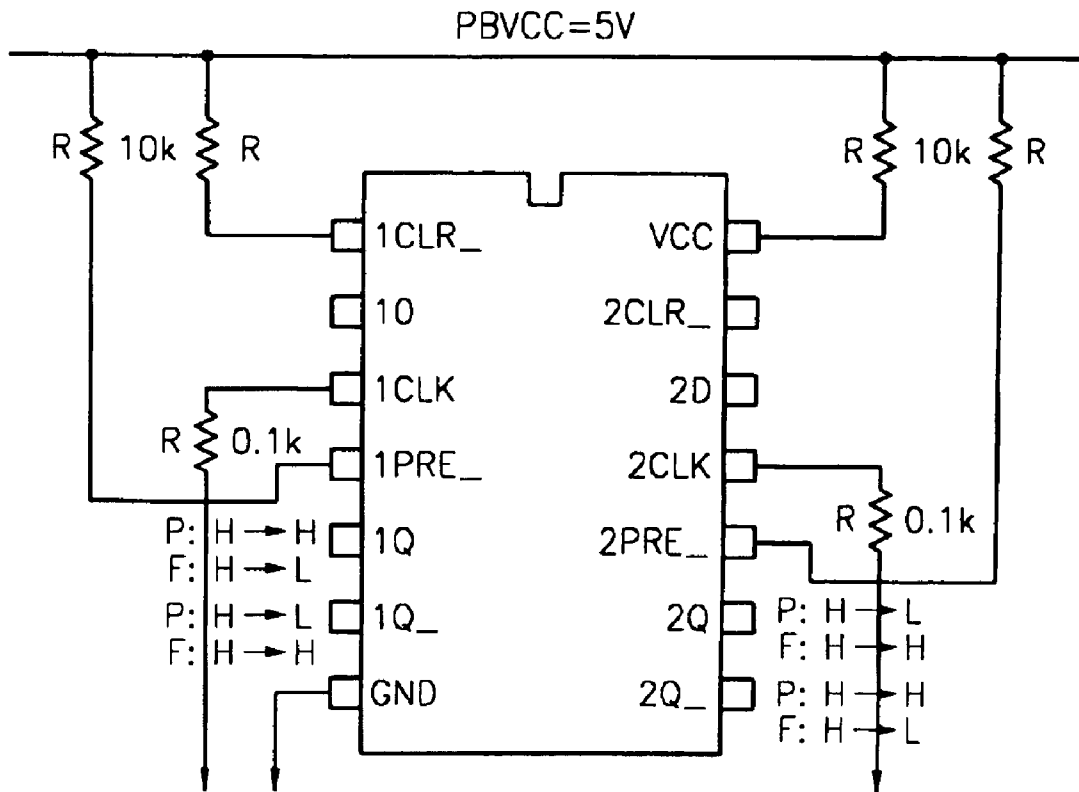 PBVCC=5V
R 10k R
R 10k R
1CLR_
VCC
1O
2CLR_
1CLK
2D
R 0.1k
1PRE_
2CLK
R 0.1k
P: H → H
F: H → L
1Q
2PRE_
P: H → L
F: H → H
1Q_
2Q
P: H → L
F: H → H
GND
2Q_
P: H → H
F: H → L